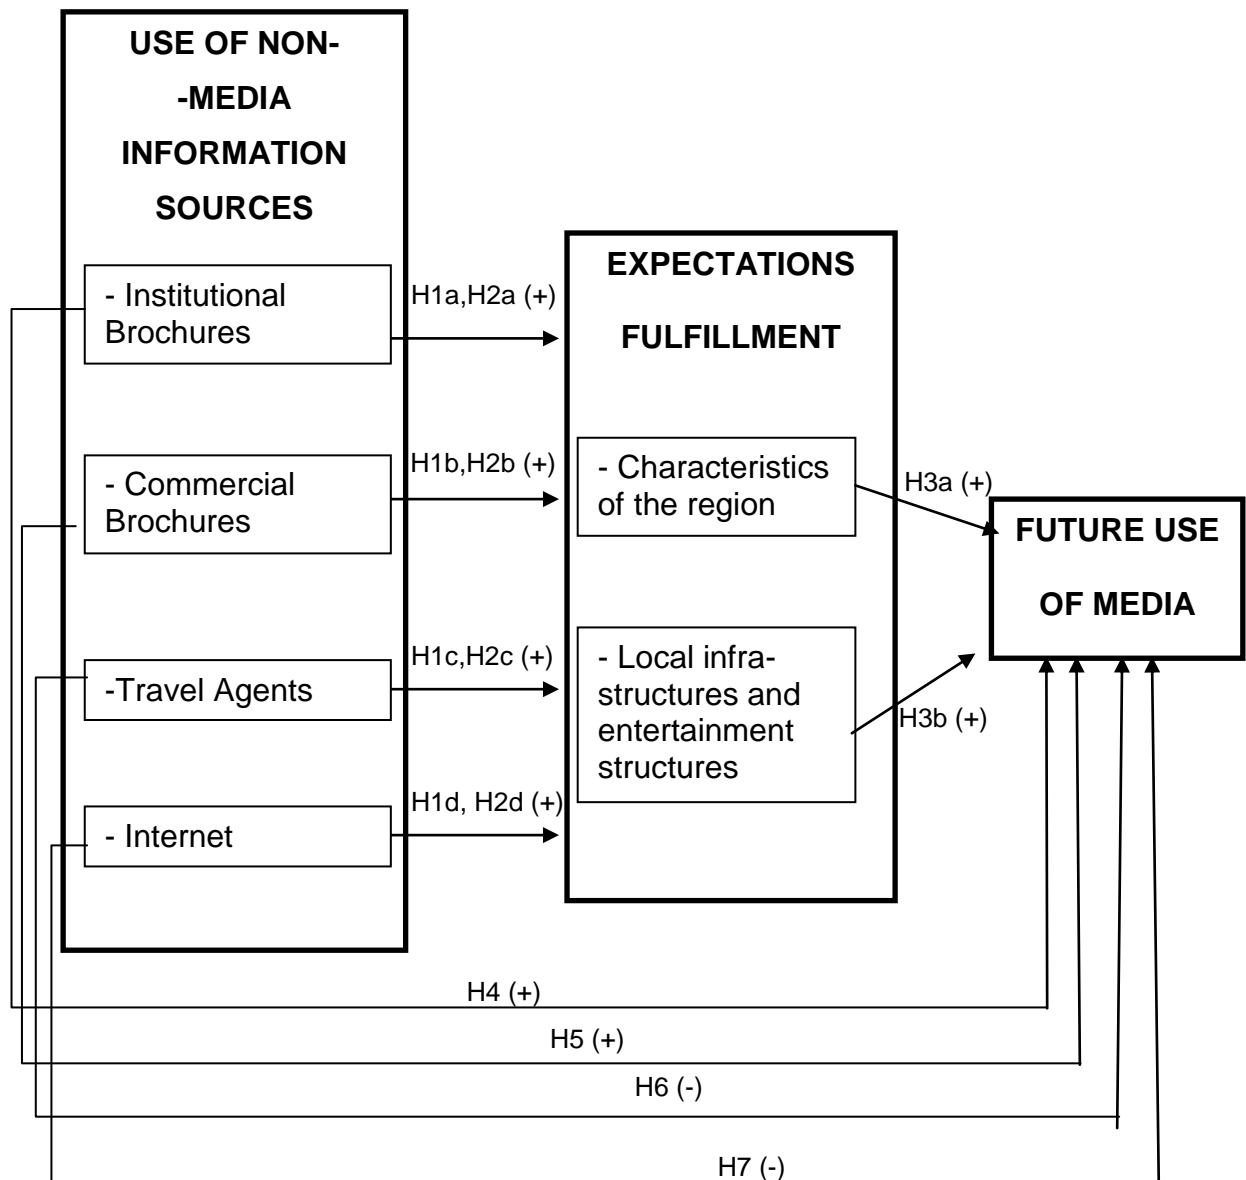 USE OF NON-
-MEDIA
INFORMATION
SOURCES
- Institutional
Brochures
- Commercial
Brochures
-Travel Agents
- Internet
H1a,H2a (+)
H1b,H2b (+)
H1c,H2c (+)
H1d, H2d (+)
EXPECTATIONS
FULFILLMENT
- Characteristics
of the region
- Local infra-
structures and
entertainment
structures
H3a (+)
H3b (+)
FUTURE USE
OF MEDIA
H4 (+)
H5 (+)
H6 (-)
H7 (-)